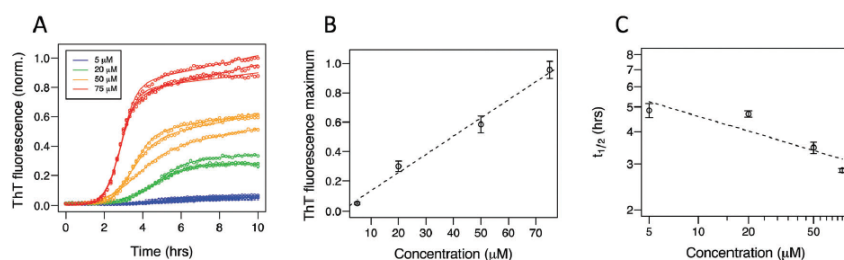 A
ThT fluorescence (norm.)
1.0
0.8
0.6
0.4
0.2
0.0
5 µM
20 µM
50 µM
75 µM
0 2 4 6 8 10
Time (hrs)
B
ThT fluorescence maximum
1.0
0.8
0.6
0.4
0.2
0.0
10 20 30 40 50 60 70
Concentration (µM)
C
t1/2 (hrs)
8
7
6
5
4
3
2
5 10 20 50
Concentration (µM)